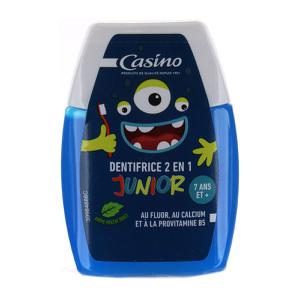 Casino
PRODUITS DE QUALITÉ DEPUIS 1901
DENTIFRICE 2 EN 1
JUNIOR
7 ANS
ET +
AU FLUOR, AU CALCIUM
ET À LA PROVITAMINE B5